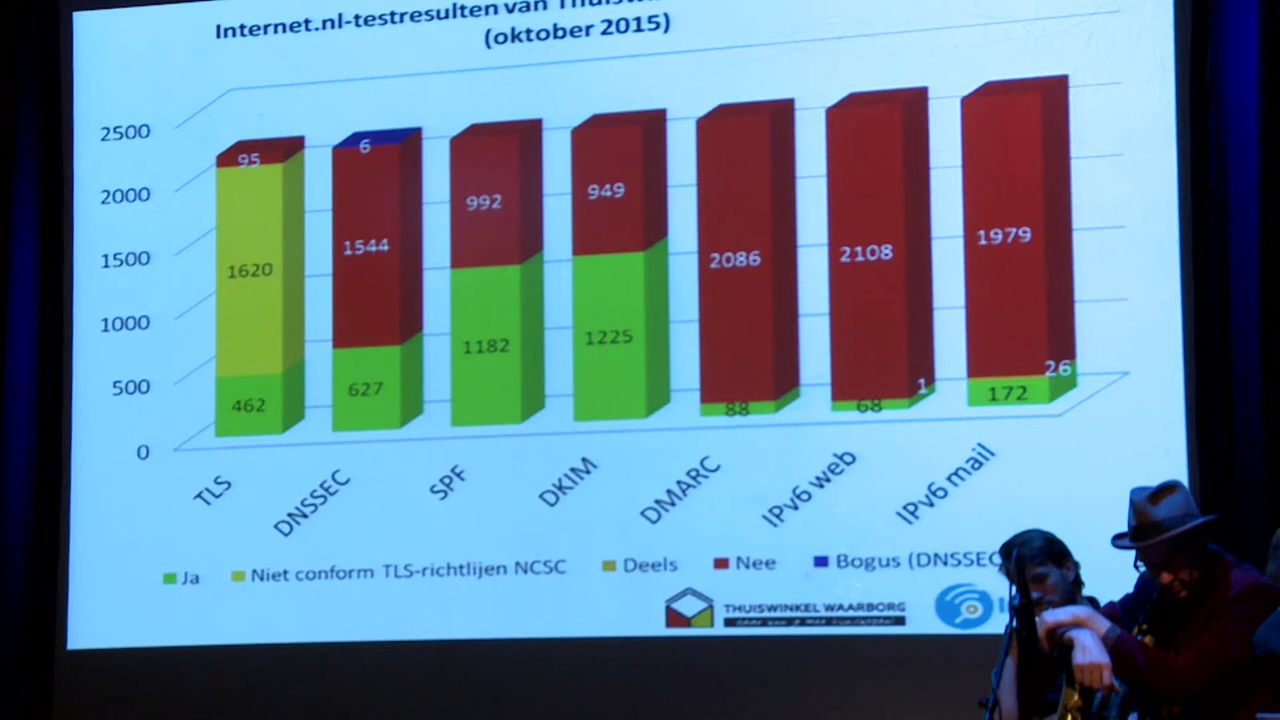 Internet.nl-testresulten van
(oktober 2015)
2500
2000
1500
1000
500
0
95
1620
462
6
1544
627
992
1182
949
1225
2086
88
2108
1
68
1979
26
172
TLS
DNSSEC
SPF
DKIM
DMARC
IPv6 web
IPv6 mail
Ja
Niet conform TLS-richtlijen NCSC
Deels
Nee
Bogus (DNSSEC
THUISWINKEL WAARBORG